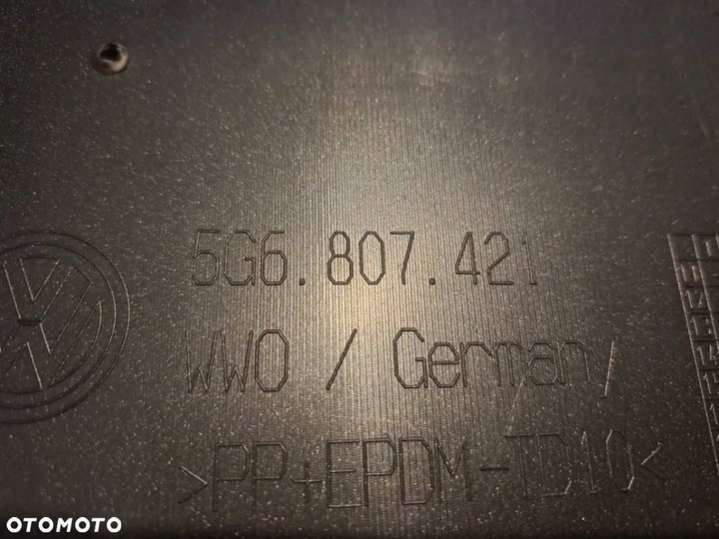 5G6.807.421
WWO / Germany
>PP+EPDM-TD10<
OTOMOTO